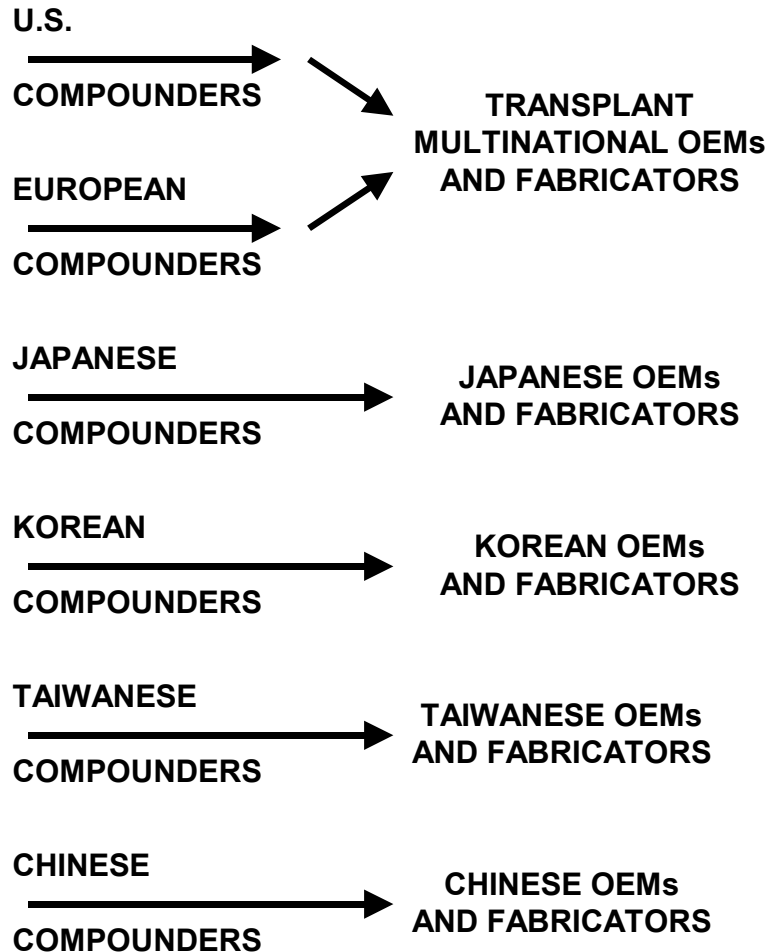 U.S.
COMPOUNDERS
EUROPEAN
COMPOUNDERS
TRANSPLANT
MULTINATIONAL OEMs
AND FABRICATORS
JAPANESE
COMPOUNDERS
JAPANESE OEMs
AND FABRICATORS
KOREAN
COMPOUNDERS
KOREAN OEMs
AND FABRICATORS
TAIWANESE
COMPOUNDERS
TAIWANESE OEMs
AND FABRICATORS
CHINESE
COMPOUNDERS
CHINESE OEMs
AND FABRICATORS